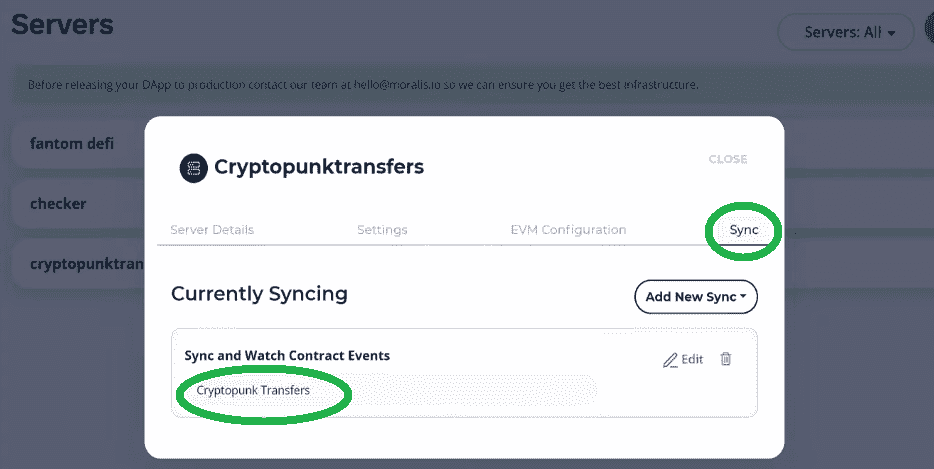 Servers
Servers: All
Before releasing your DApp to production contact our team at hello@moralis.io so we can ensure you get the best infrastructure.
fantom defi
checker
cryptopunktran
Cryptopunktransfers
CLOSE
Server Details
Settings
EVM Configuration
Sync
Currently Syncing
Add New Sync
Sync and Watch Contract Events
Edit
Cryptopunk Transfers